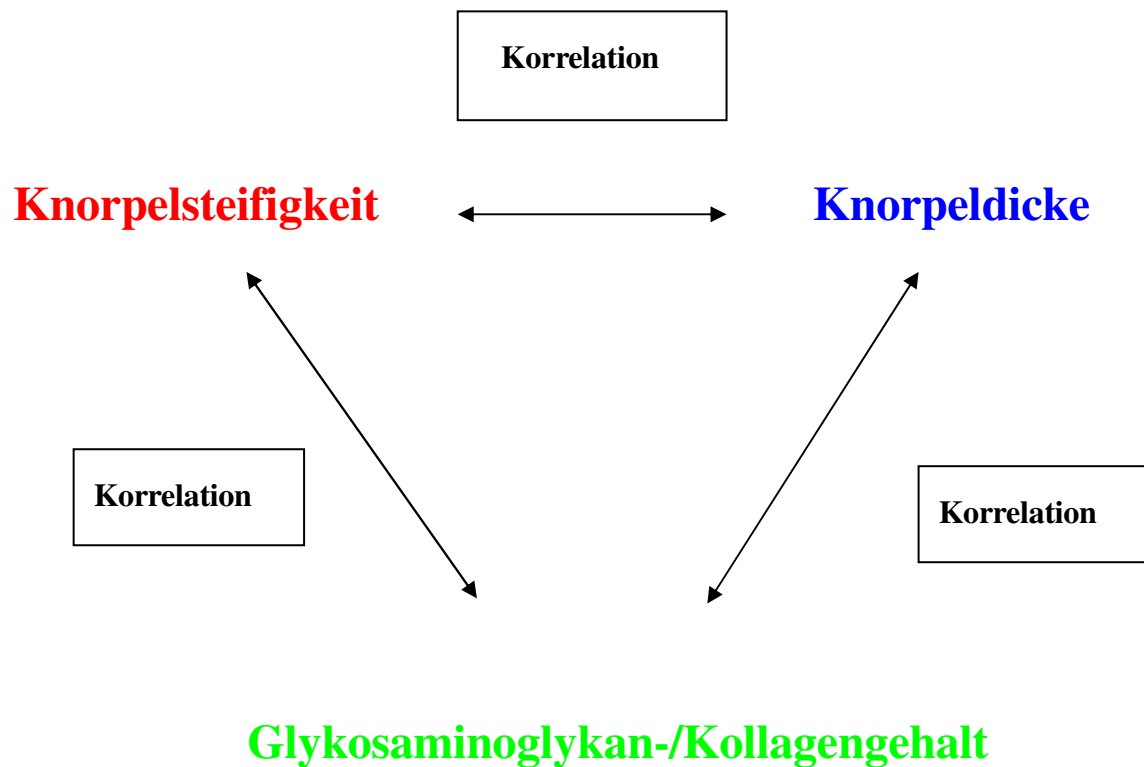 Korrelation
Knorpelsteifigkeit
Knorpeldicke
Korrelation
Korrelation
Glykosaminoglykan-/Kollagengehalt